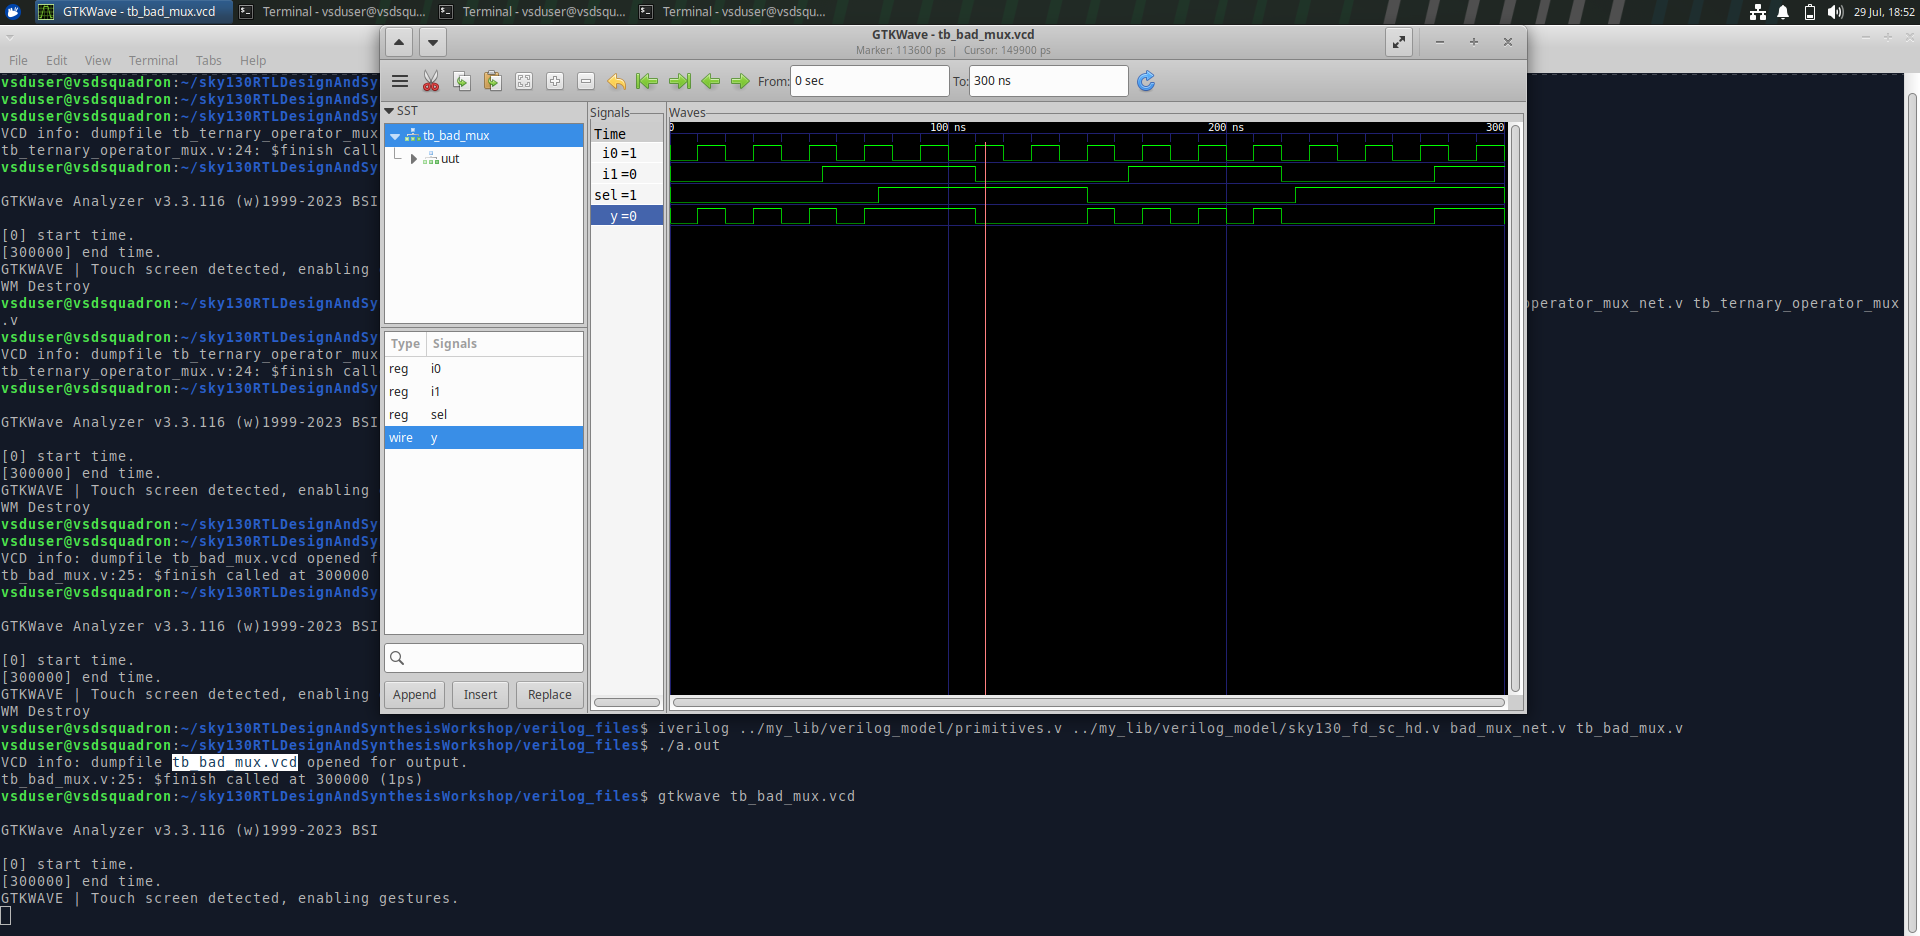 GTKWave - tb_bad_mux.vcd
Terminal - vsduser@vsdsqu...
Terminal - vsduser@vsdsqu...
Terminal - vsduser@vsdsqu...
29 Jul, 18:52
File Edit View Terminal Tabs Help
GTKWave - tb_bad_mux.vcd
Marker: 113600 ps | Cursor: 149900 ps
From: 0 sec To: 300 ns
SST
tb_bad_mux
uut
Type Signals
reg i0
reg i1
reg sel
wire y
Append Insert Replace
Signals
Time
i0 =1
i1 =0
sel =1
y =0
Waves
0 100 ns 200 ns 300
vsduser@vsdsquadron:~/sky130RTLDesignAndSy
vsduser@vsdsquadron:~/sky130RTLDesignAndSy
vsduser@vsdsquadron:~/sky130RTLDesignAndSy
VCD info: dumpfile tb_ternary_operator_mux
tb_ternary_operator_mux.v:24: $finish call
vsduser@vsdsquadron:~/sky130RTLDesignAndSy
GTKWave Analyzer v3.3.116 (w)1999-2023 BSI
[0] start time.
[300000] end time.
GTKWAVE | Touch screen detected, enabling
WM Destroy
vsduser@vsdsquadron:~/sky130RTLDesignAndSy operator_mux_net.v tb_ternary_operator_mux
.v
vsduser@vsdsquadron:~/sky130RTLDesignAndSy
VCD info: dumpfile tb_ternary_operator_mux
tb_ternary_operator_mux.v:24: $finish call
vsduser@vsdsquadron:~/sky130RTLDesignAndSy
GTKWave Analyzer v3.3.116 (w)1999-2023 BSI
[0] start time.
[300000] end time.
GTKWAVE | Touch screen detected, enabling
WM Destroy
vsduser@vsdsquadron:~/sky130RTLDesignAndSy
vsduser@vsdsquadron:~/sky130RTLDesignAndSy
VCD info: dumpfile tb_bad_mux.vcd opened f
tb_bad_mux.v:25: $finish called at 300000
vsduser@vsdsquadron:~/sky130RTLDesignAndSy
GTKWave Analyzer v3.3.116 (w)1999-2023 BSI
[0] start time.
[300000] end time.
GTKWAVE | Touch screen detected, enabling
WM Destroy
vsduser@vsdsquadron:~/sky130RTLDesignAndSynthesisWorkshop/verilog_files$ iverilog ../my_lib/verilog_model/primitives.v ../my_lib/verilog_model/sky130_fd_sc_hd.v bad_mux_net.v tb_bad_mux.v
vsduser@vsdsquadron:~/sky130RTLDesignAndSynthesisWorkshop/verilog_files$ ./a.out
VCD info: dumpfile tb_bad_mux.vcd opened for output.
tb_bad_mux.v:25: $finish called at 300000 (1ps)
vsduser@vsdsquadron:~/sky130RTLDesignAndSynthesisWorkshop/verilog_files$ gtkwave tb_bad_mux.vcd
GTKWave Analyzer v3.3.116 (w)1999-2023 BSI
[0] start time.
[300000] end time.
GTKWAVE | Touch screen detected, enabling gestures.